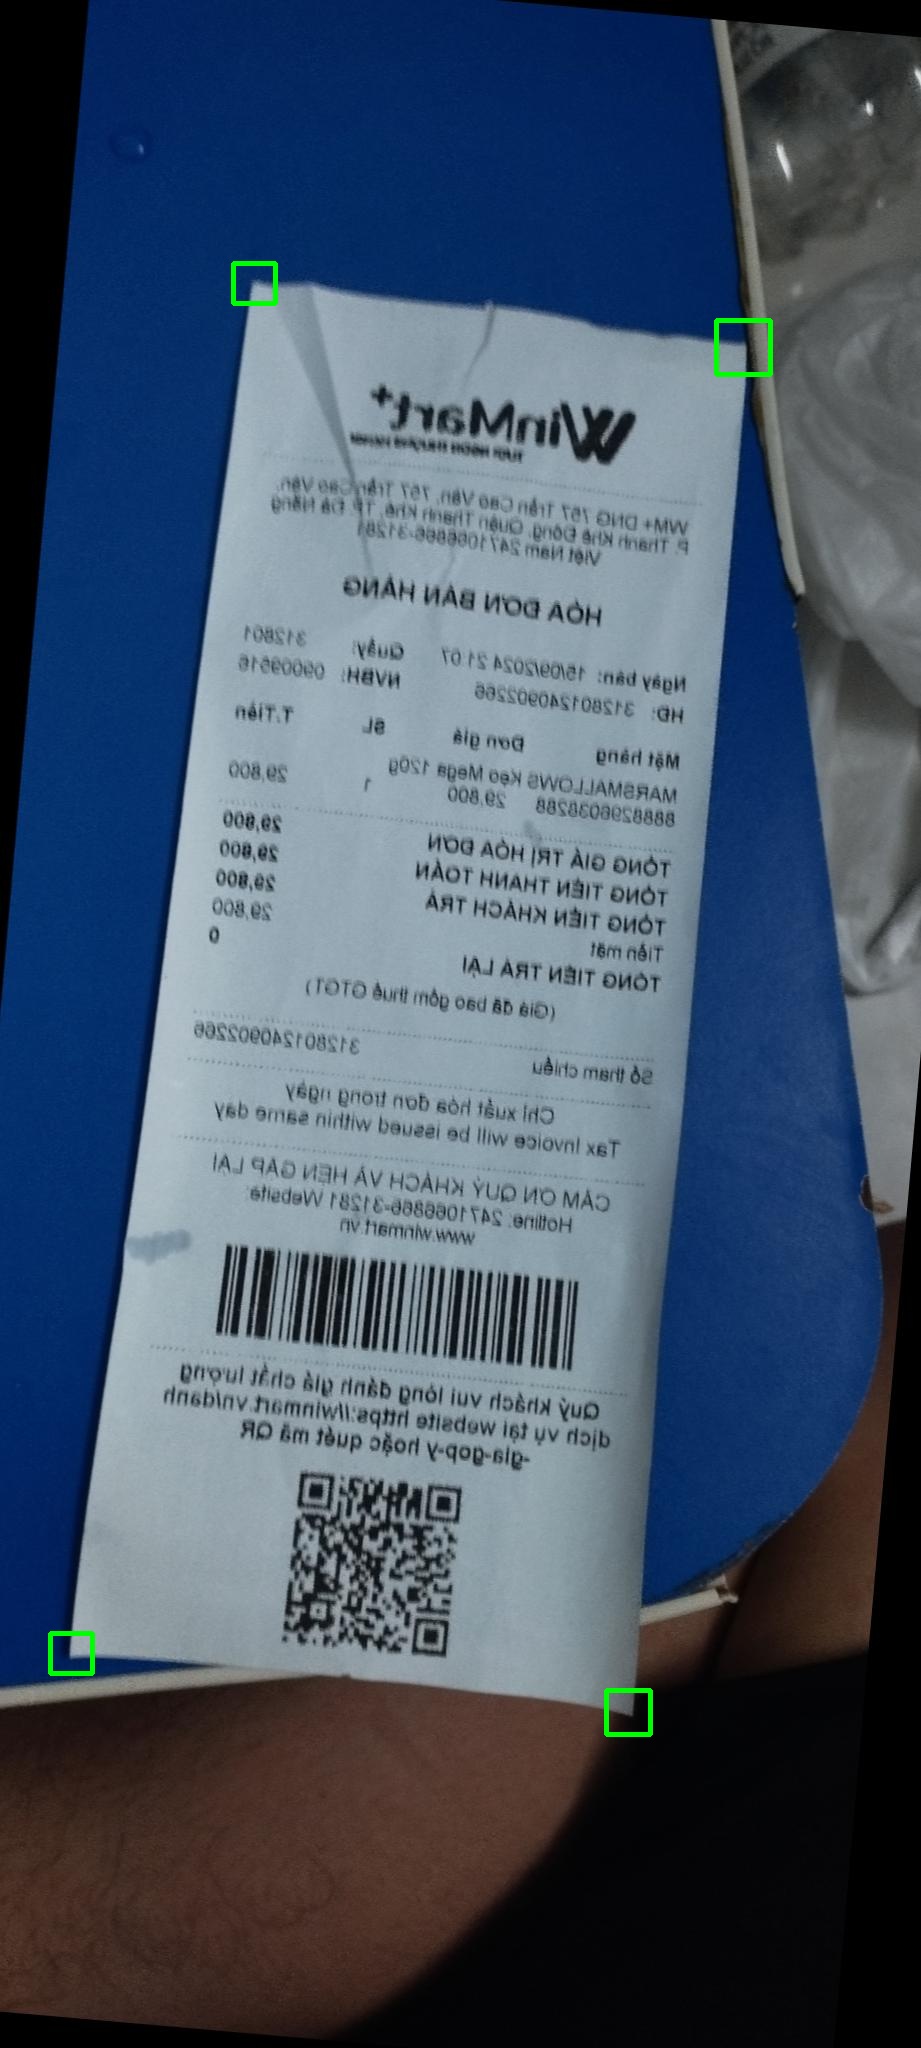 WinMart+
WM+ DNG 767 Trần Cao Vân, 767 Trần Cao Vân,
P. Thanh Khê Đông, Quận Thanh Khê, TP. Đà Nẵng
Việt Nam 2471066866-31281
HÓA ĐƠN BÁN HÀNG
Ngày bán: 15/09/2024 21:07 Quầy: 312801
HĐ: 312801240902266 NVBH: 09009616
Mặt hàng Đơn giá SL T.Tiền
MARSMALLOWS Kẹo Mega 120g
8888296038288 29,800 1 29,800
TỔNG GIÁ TRỊ HÓA ĐƠN 29,800
TỔNG TIỀN THANH TOÁN 29,800
TỔNG TIỀN KHÁCH TRẢ 29,800
Tiền mặt 29,800
TỔNG TIỀN TRẢ LẠI 0
(Giá đã bao gồm thuế GTGT)
Số tham chiếu 312801240902266
Chỉ xuất hóa đơn trong ngày
Tax Invoice will be issued within same day
CẢM ƠN QUÝ KHÁCH VÀ HẸN GẶP LẠI
Hotline: 2471066866-31281 Website:
www.winmart.vn
Quý khách vui lòng đánh giá chất lượng
dịch vụ tại website https://winmart.vn/danh
-gia-gop-y hoặc quét mã QR